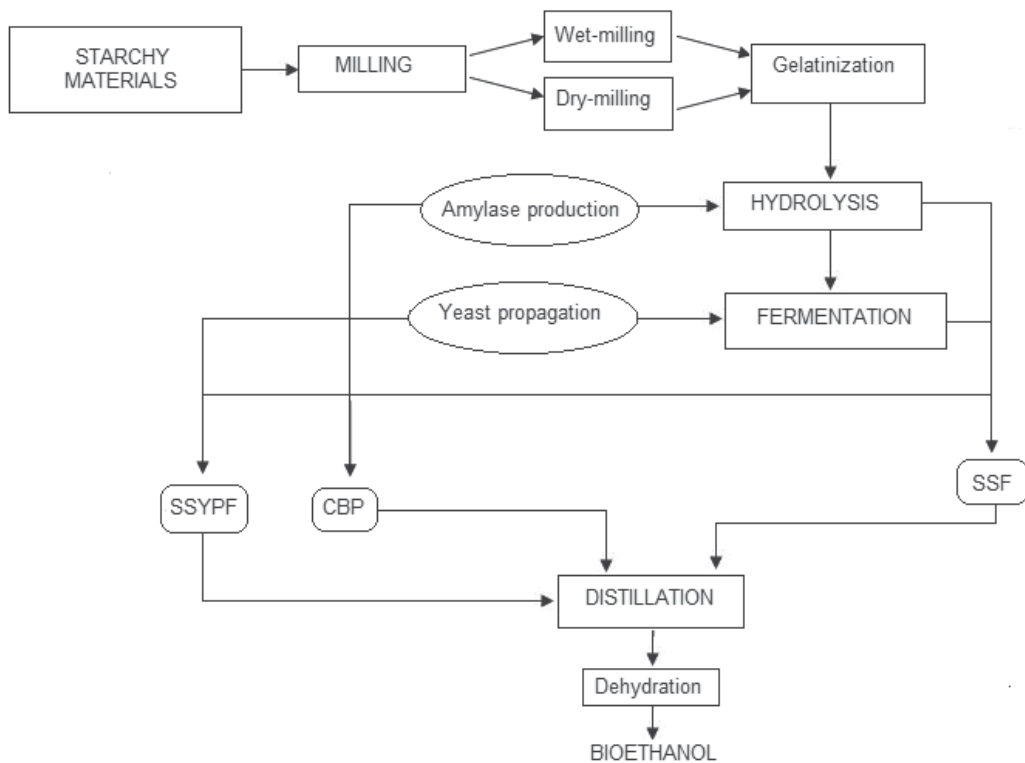 STARCHY
MATERIALS
MILLING
Wet-milling
Dry-milling
Gelatinization
Amylase production
HYDROLYSIS
Yeast propagation
FERMENTATION
SSYPF
CBP
SSF
DISTILLATION
Dehydration
BIOETHANOL